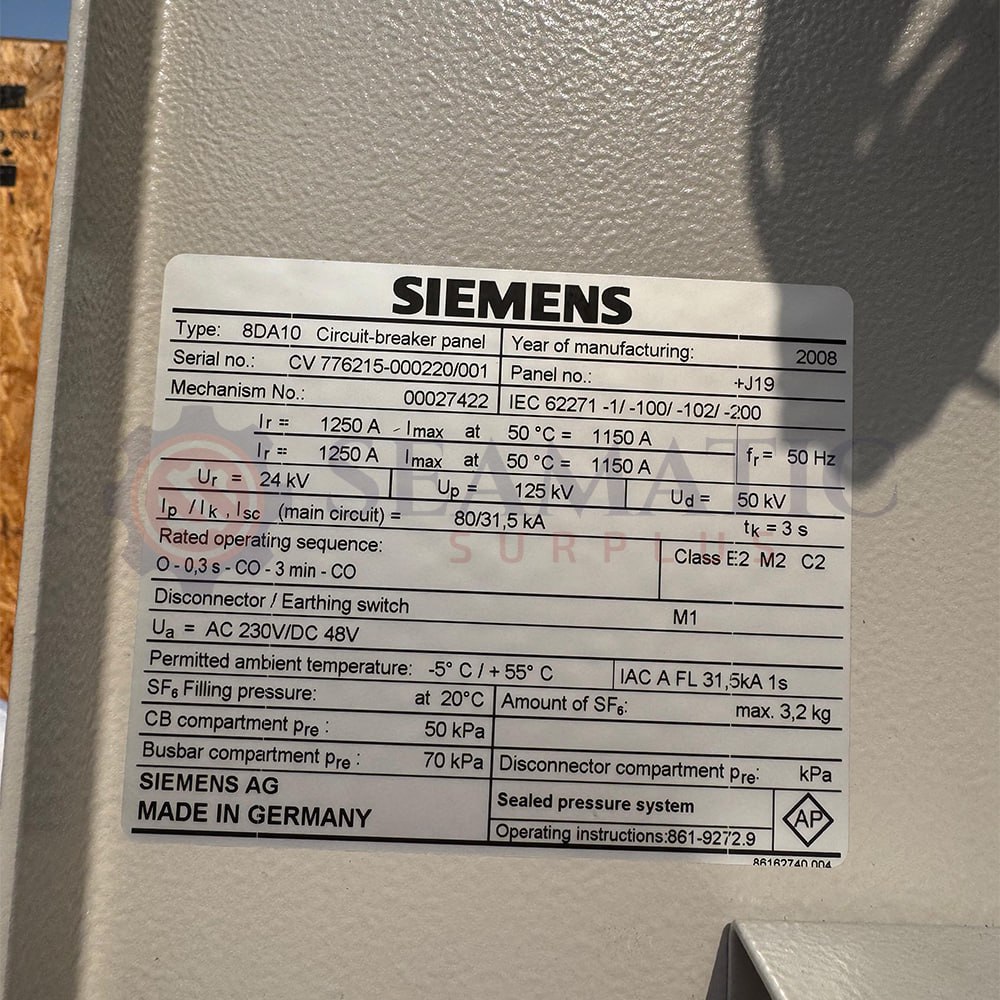 SIEMENS
Type: 8DA10 Circuit-breaker panel
Year of manufacturing: 2008
Serial no.: CV 776215-000220/001
Panel no.: +J19
Mechanism No.: 00027422
IEC 62271 -1/ -100/ -102/ -200
Ir = 1250 A Imax at 50 °C = 1150 A
Ir = 1250 A Imax at 50 °C = 1150 A
fr = 50 Hz
Ur = 24 kV Up = 125 kV Ud = 50 kV
Ip / Ik , Isc (main circuit) = 80/31,5 kA tk = 3 s
Rated operating sequence:
O - 0,3 s - CO - 3 min - CO
Class E2 M2 C2
Disconnector / Earthing switch M1
Ua = AC 230V/DC 48V
Permitted ambient temperature: -5° C / + 55° C
IAC A FL 31,5kA 1s
SF6 Filling pressure: at 20°C
Amount of SF6: max. 3,2 kg
CB compartment pre : 50 kPa
Busbar compartment pre : 70 kPa
Disconnector compartment pre: kPa
SIEMENS AG
MADE IN GERMANY
Sealed pressure system
Operating instructions:861-9272.9
AP
86162740 004
SEAMATIC
SURPLUS